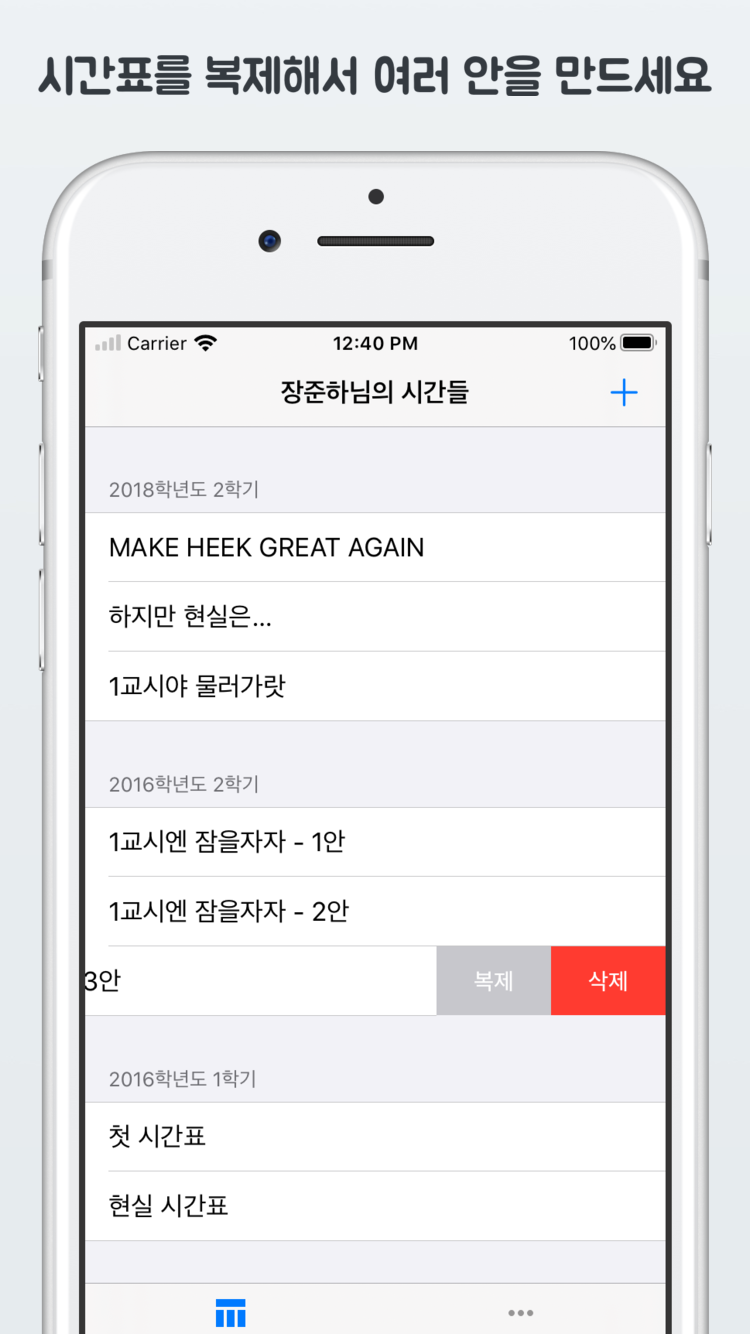 시간표를 복제해서 여러 안을 만드세요
Carrier 12:40 PM 100%
장준하님의 시간들
2018학년도 2학기
MAKE HEEK GREAT AGAIN
하지만 현실은...
1교시야 물러가랏
2016학년도 2학기
1교시엔 잠을자자 - 1안
1교시엔 잠을자자 - 2안
3안 복제 삭제
2016학년도 1학기
첫 시간표
현실 시간표